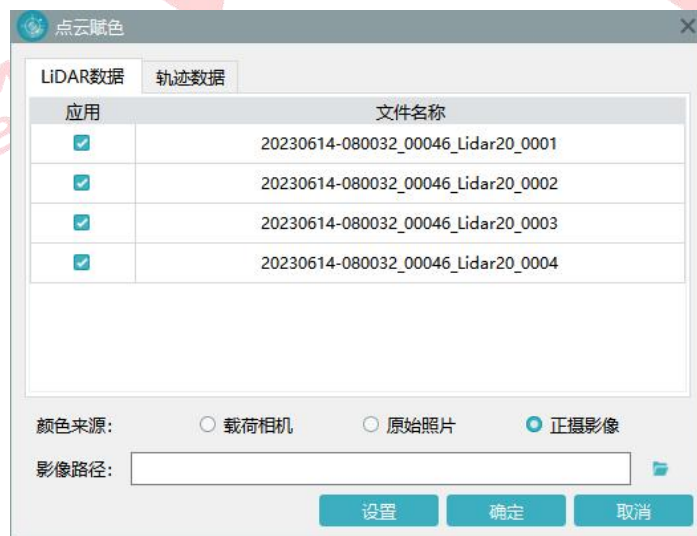 点云赋色
LiDAR数据 轨迹数据
应用 文件名称
20230614-080032_00046_Lidar20_0001
20230614-080032_00046_Lidar20_0002
20230614-080032_00046_Lidar20_0003
20230614-080032_00046_Lidar20_0004
颜色来源: 载荷相机 原始照片 正摄影像
影像路径:
设置 确定 取消